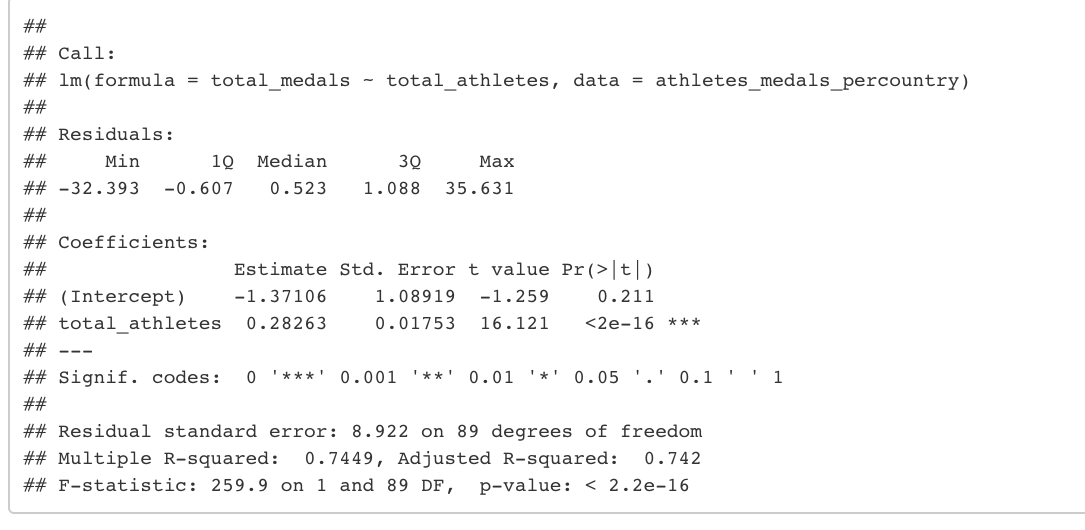 ##
## Call:
## lm(formula = total_medals ~ total_athletes, data = athletes_medals_percountry)
##
## Residuals:
##     Min      1Q  Median      3Q     Max
## -32.393  -0.607   0.523   1.088  35.631
##
## Coefficients:
##                Estimate Std. Error t value Pr(>|t|)
## (Intercept)    -1.37106    1.08919  -1.259    0.211
## total_athletes  0.28263    0.01753  16.121   <2e-16 ***
## ---
## Signif. codes:  0 '***' 0.001 '**' 0.01 '*' 0.05 '.' 0.1 ' ' 1
##
## Residual standard error: 8.922 on 89 degrees of freedom
## Multiple R-squared:  0.7449, Adjusted R-squared:  0.742
## F-statistic: 259.9 on 1 and 89 DF,  p-value: < 2.2e-16